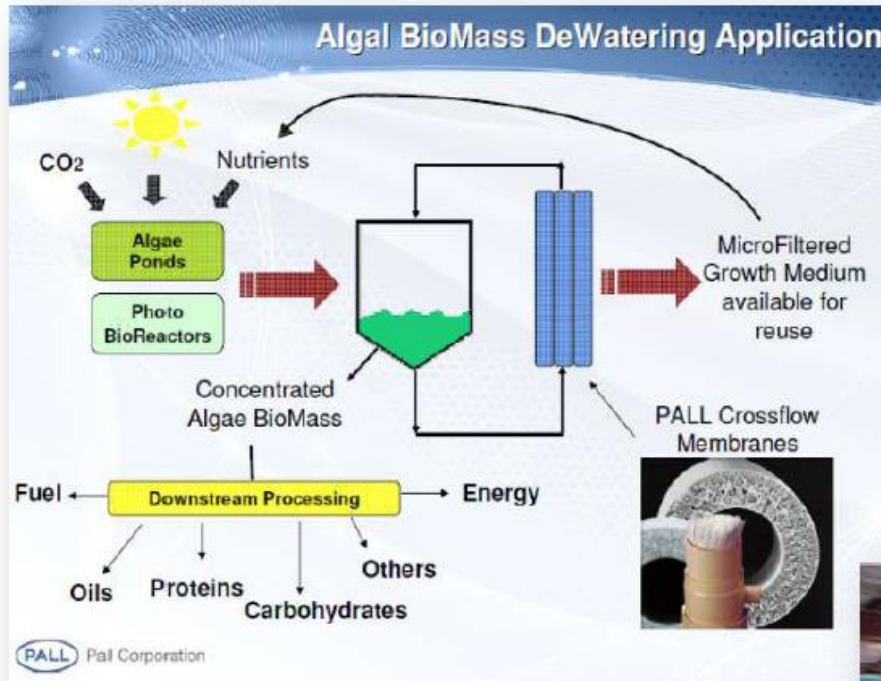 Algal BioMass DeWatering Application
CO2
Nutrients
Algae
Ponds
Photo
BioReactors
MicroFiltered
Growth Medium
available for
reuse
Concentrated
Algae BioMass
PALL Crossflow
Membranes
Fuel
Downstream Processing
Energy
Oils
Proteins
Carbohydrates
Others
PALL Pall Corporation